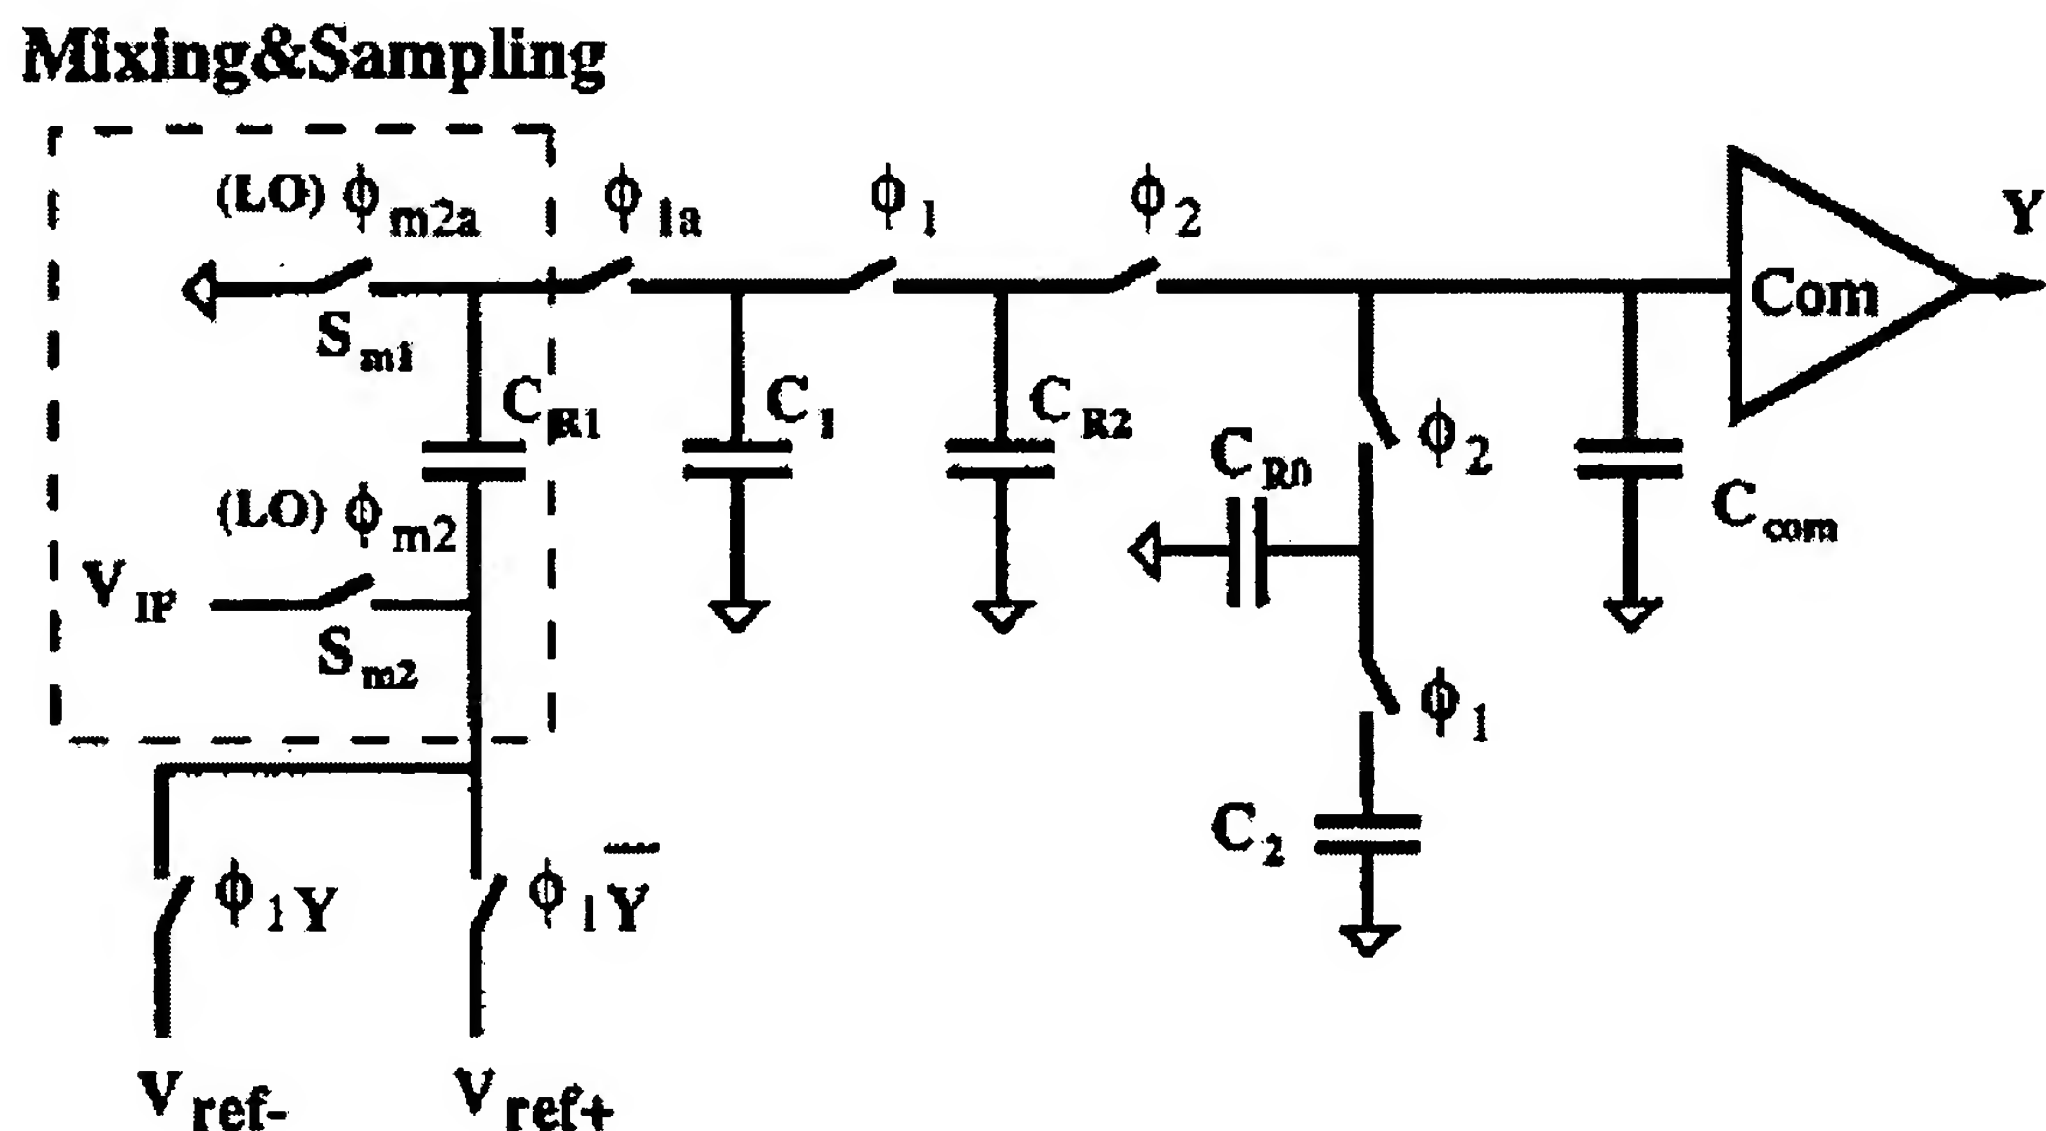 Mixing&Sampling
(LO) ϕm2a
ϕ1a
ϕ1
ϕ2
Y
Com
Sm1
CR1
C1
CR2
ϕ2
CR0
Ccom
(LO) ϕm2
VIF
Sm2
ϕ1
C2
ϕ1Y
ϕ1Y̅
Vref-
Vref+